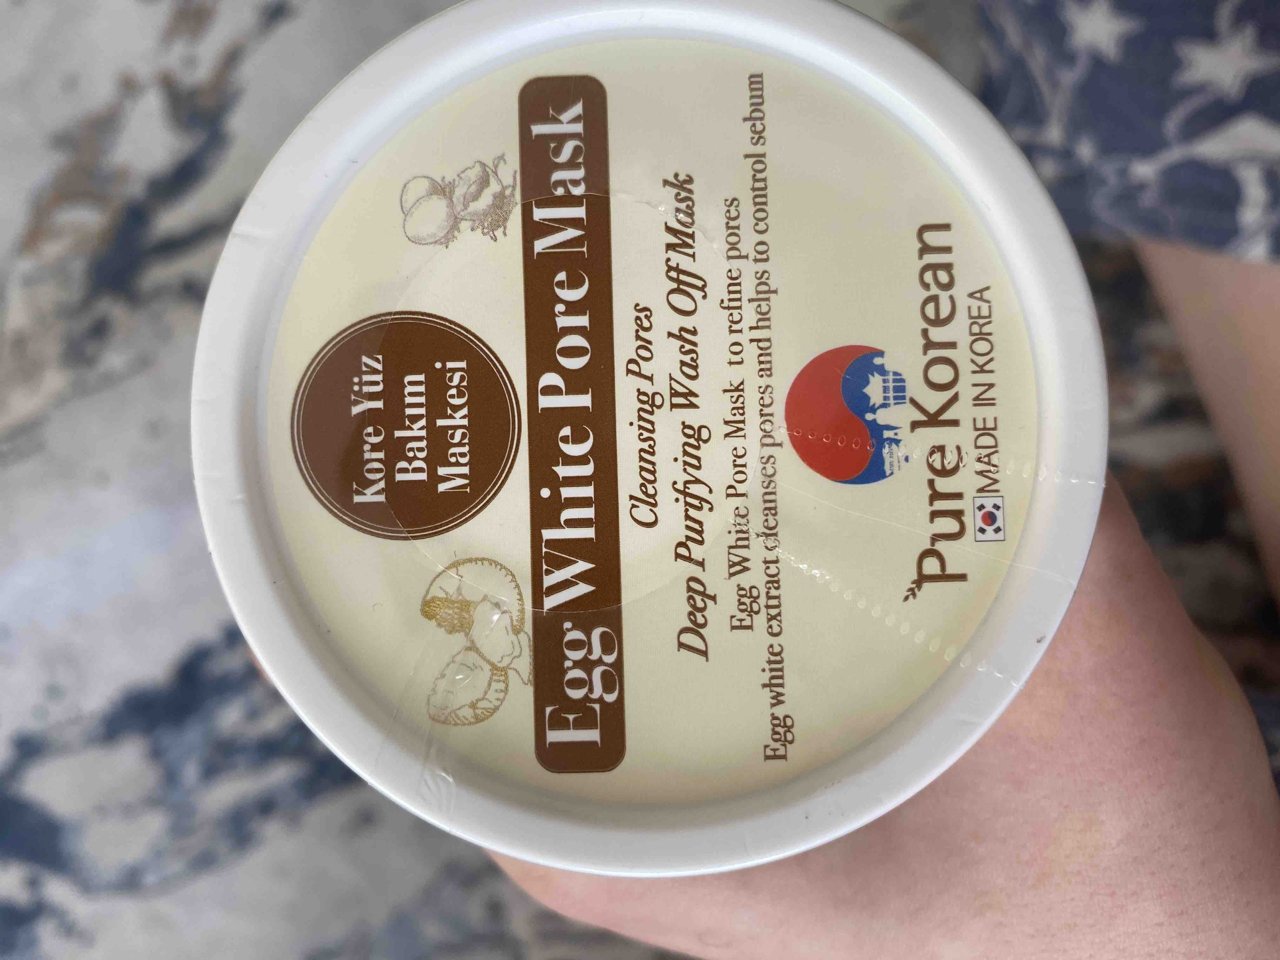 Kore Yüz
Bakım
Maskesi
Egg White Pore Mask
Cleansing Pores
Deep Purifying Wash Off Mask
Egg White Pore Mask to refine pores
Egg white extract cleanses pores and helps to control sebum
Pure Korean
MADE IN KOREA